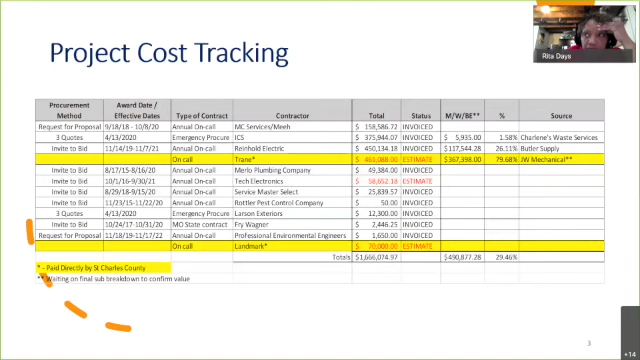 Project Cost Tracking
Rita Days
Procurement Method Award Date / Effective Dates Type of Contract Contractor Total Status M/W/BE** % Source
Request for Proposal 9/18/18 - 10/8/20 Annual On-call MC Services/Meeh $ 158,586.72 INVOICED
3 Quotes 4/13/2020 Emergency Procure ICS $ 375,944.07 INVOICED $ 5,935.00 1.58% Charlene's Waste Services
Invite to Bid 11/14/19-11/7/21 Annual On-call Reinhold Electric $ 450,134.18 INVOICED $ 117,544.28 26.11% Butler Supply
On call Trane* $ 463,088.00 ESTIMATE $ 367,398.00 79.68% JW Mechanical**
Invite to Bid 8/17/15-8/16/20 Annual On-call Merlo Plumbing Company $ 49,384.00 INVOICED
Invite to Bid 10/1/16-9/30/21 Annual On-call Tech Electronics $ 58,652.18 INVOICED
Invite to Bid 8/29/18-9/15/20 Annual On-call Service Master Select $ 25,839.57 INVOICED
Invite to Bid 11/23/15-11/22/20 Annual On-call Rottler Pest Control Company $ 50.00 INVOICED
3 Quotes 4/13/2020 Emergency Procure Larson Exteriors $ 12,300.00 INVOICED
Invite to Bid 10/24/17-10/31/20 MO State contract Fry Wagner $ 2,446.25 INVOICED
Request for Proposal 11/18/19-11/17/22 Annual On-call Professional Environmental Engineers $ 1,650.00 INVOICED
On call Landmark* $ 70,000.00 ESTIMATE
Totals $1,666,074.97 $490,877.28 29.46%
* - Paid Directly by St Charles County
**Waiting on final sub breakdown to confirm value
3
+14